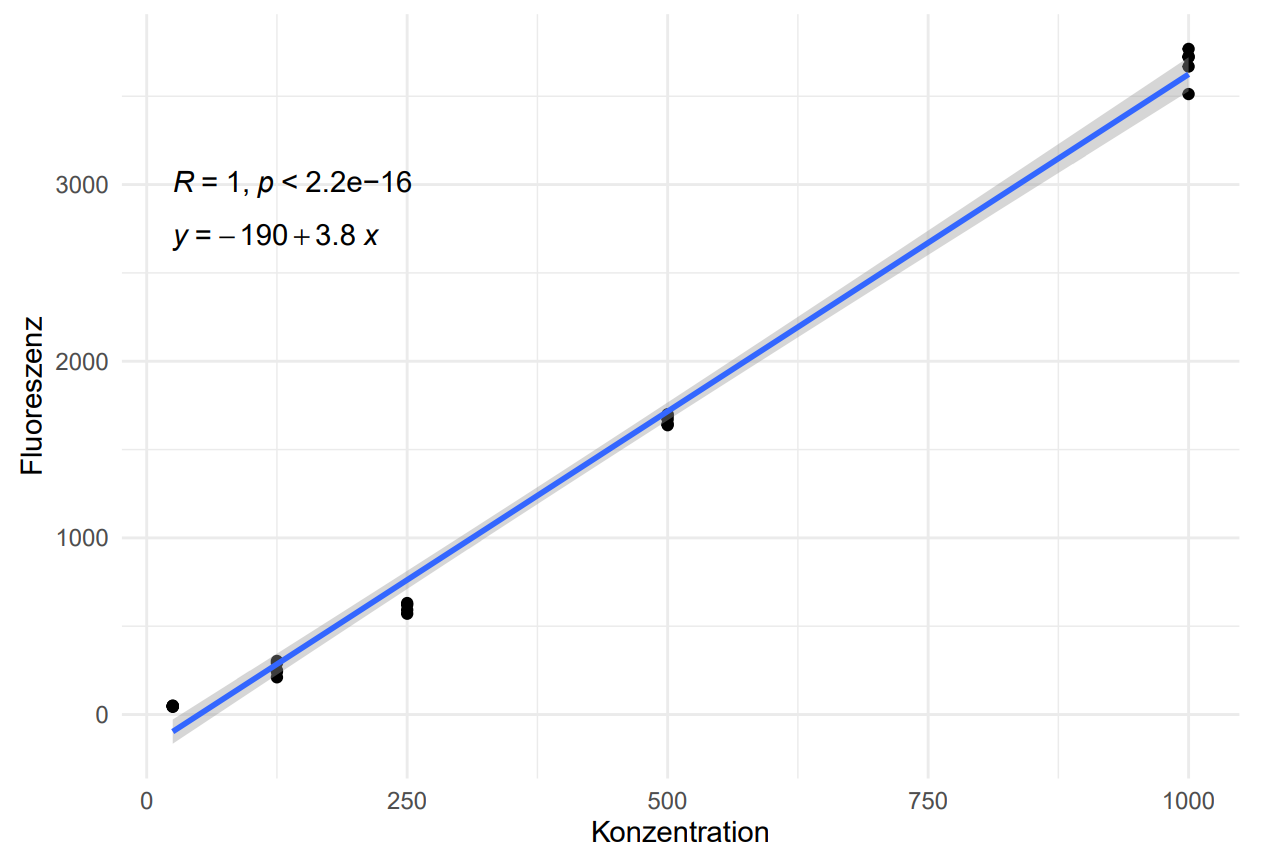 R = 1, p < 2.2e−16
y = − 190 + 3.8 x
Fluoreszenz
3000
2000
1000
0
0 250 500 750 1000
Konzentration